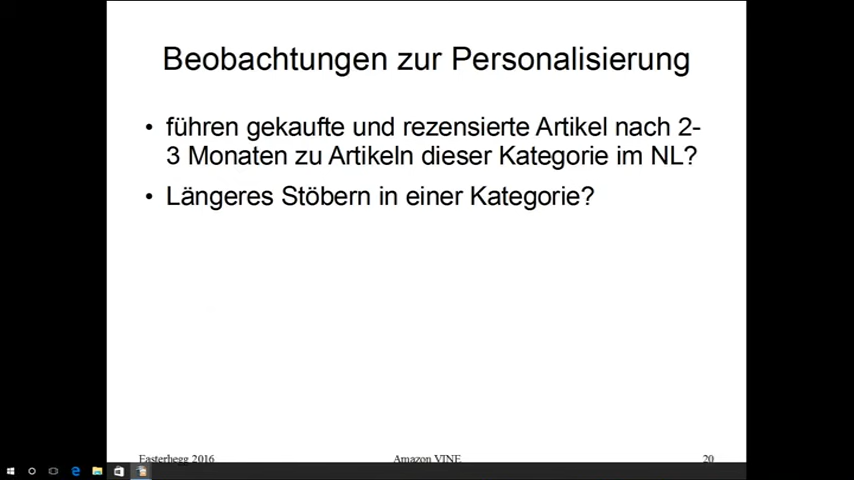 Beobachtungen zur Personalisierung
• führen gekaufte und rezensierte Artikel nach 2-
3 Monaten zu Artikeln dieser Kategorie im NL?
• Längeres Stöbern in einer Kategorie?
Easterhegg 2016 Amazon VINE 20